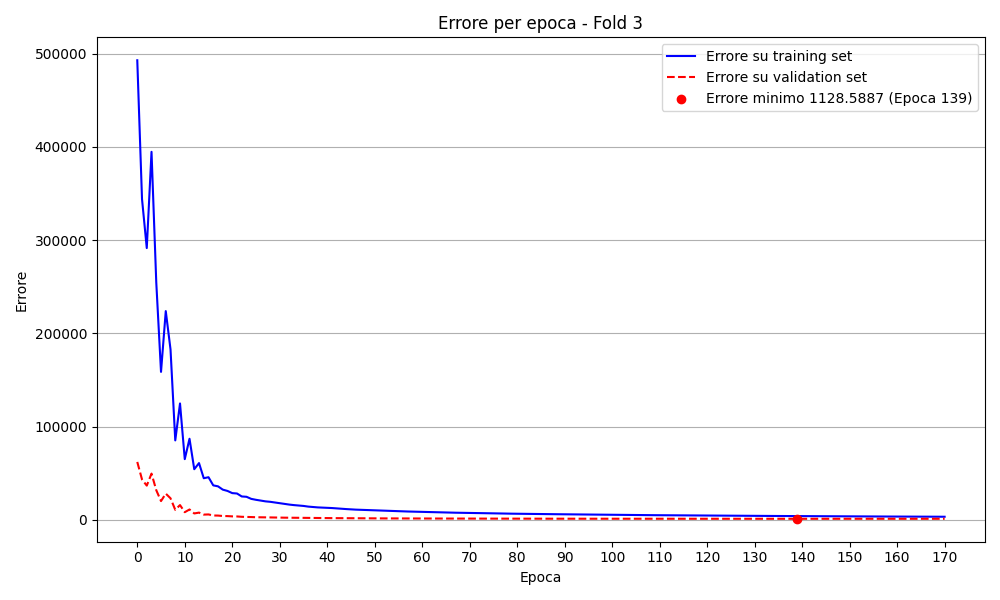 Errore per epoca - Fold 3
Errore su training set
Errore su validation set
Errore minimo 1128.5887 (Epoca 139)
500000
400000
300000
200000
100000
0
Errore
0 10 20 30 40 50 60 70 80 90 100 110 120 130 140 150 160 170
Epoca